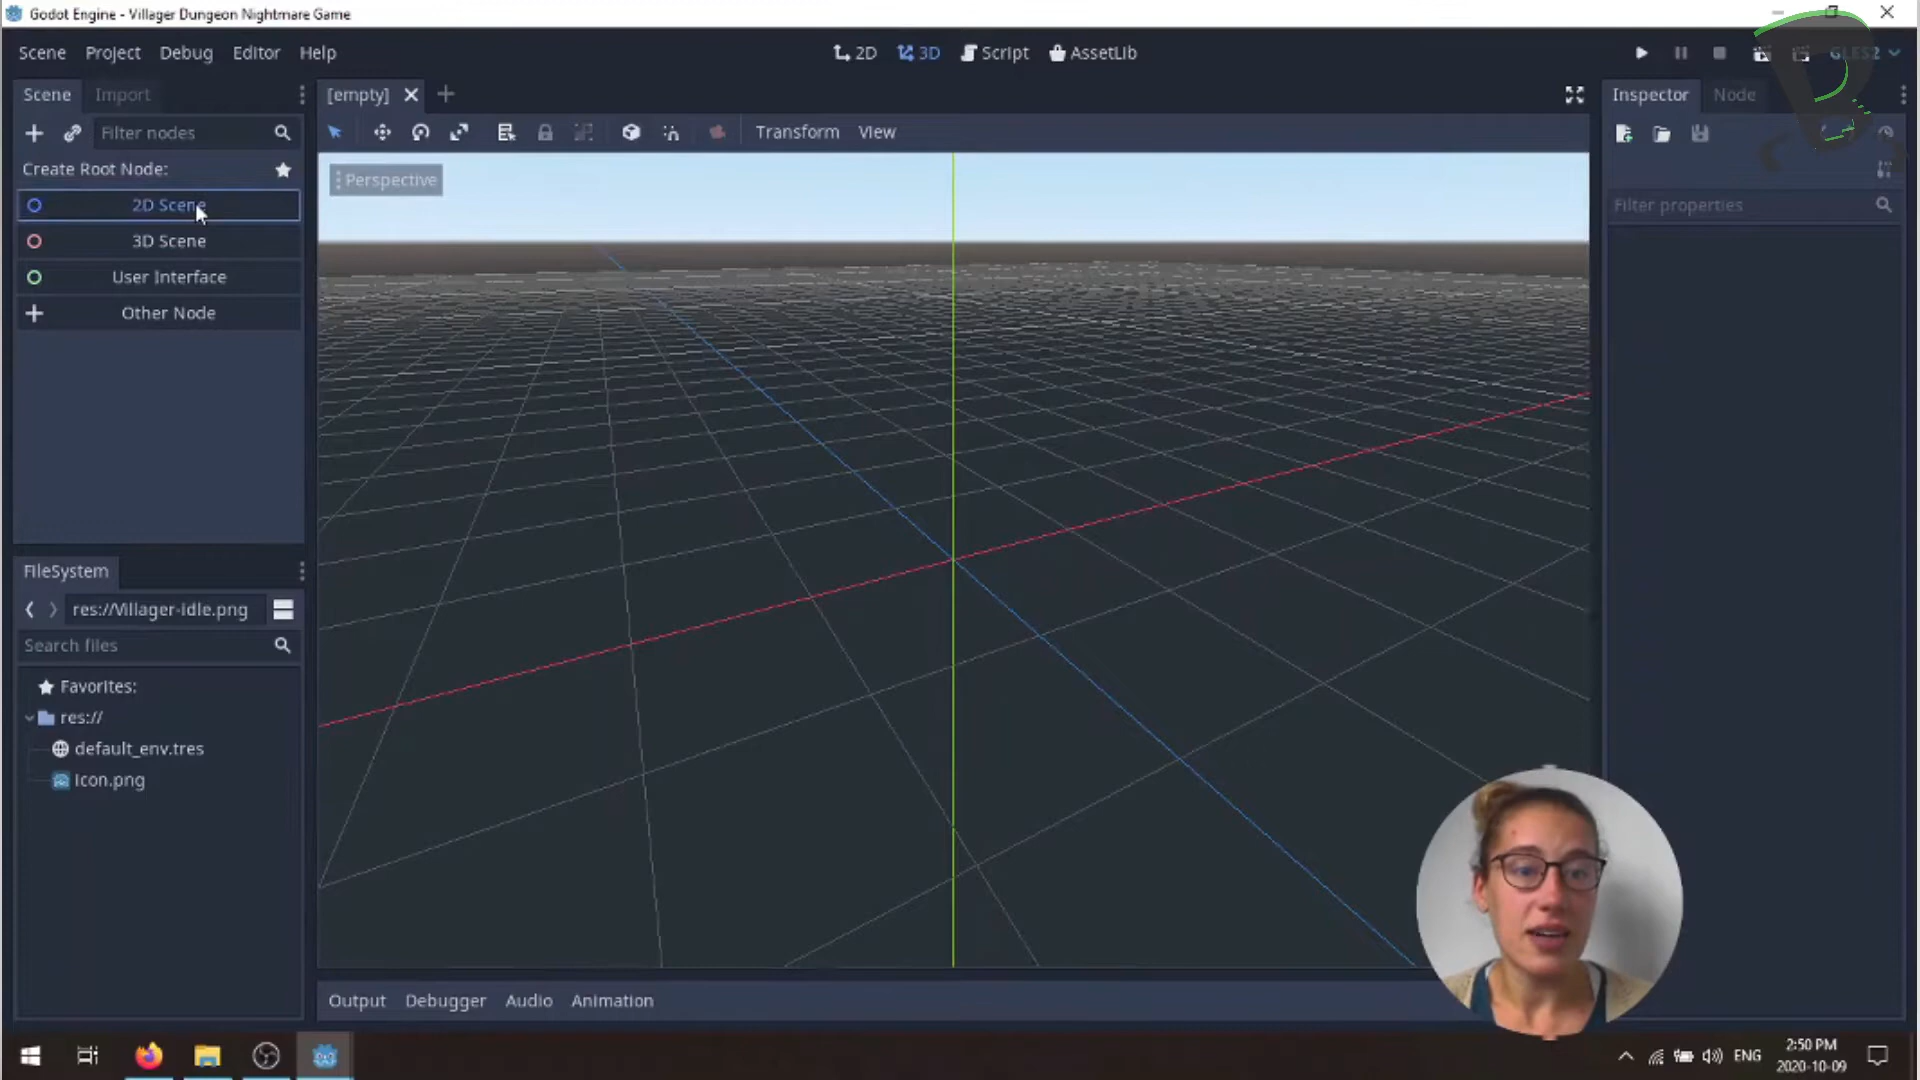 Godot Engine - Villager Dungeon Nightmare Game
Scene Project Debug Editor Help
2D 3D Script AssetLib
GLES2
Scene Import
[empty]
Inspector Node
Filter nodes
Transform View
Create Root Node:
Perspective
2D Scene
Filter properties
3D Scene
User Interface
Other Node
FileSystem
res://Villager-Idle.png
Search files
Favorites:
res://
default_env.tres
icon.png
Output Debugger Audio Animation
ENG
2:50 PM
2020-10-09